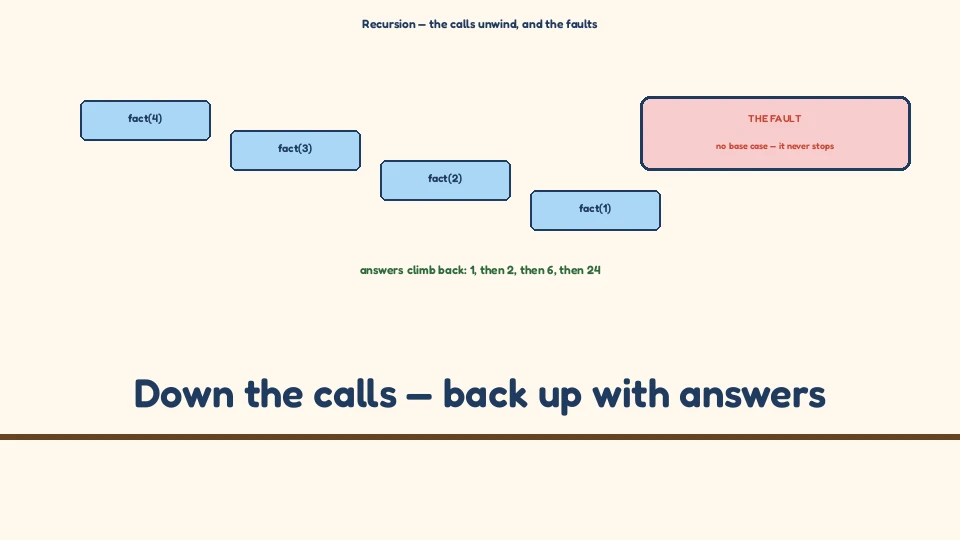 Recursion — the calls unwind, and the faults
fact(4)
fact(3)
fact(2)
fact(1)
THE FAULT
no base case — it never stops
answers climb back: 1, then 2, then 6, then 24
Down the calls — back up with answers